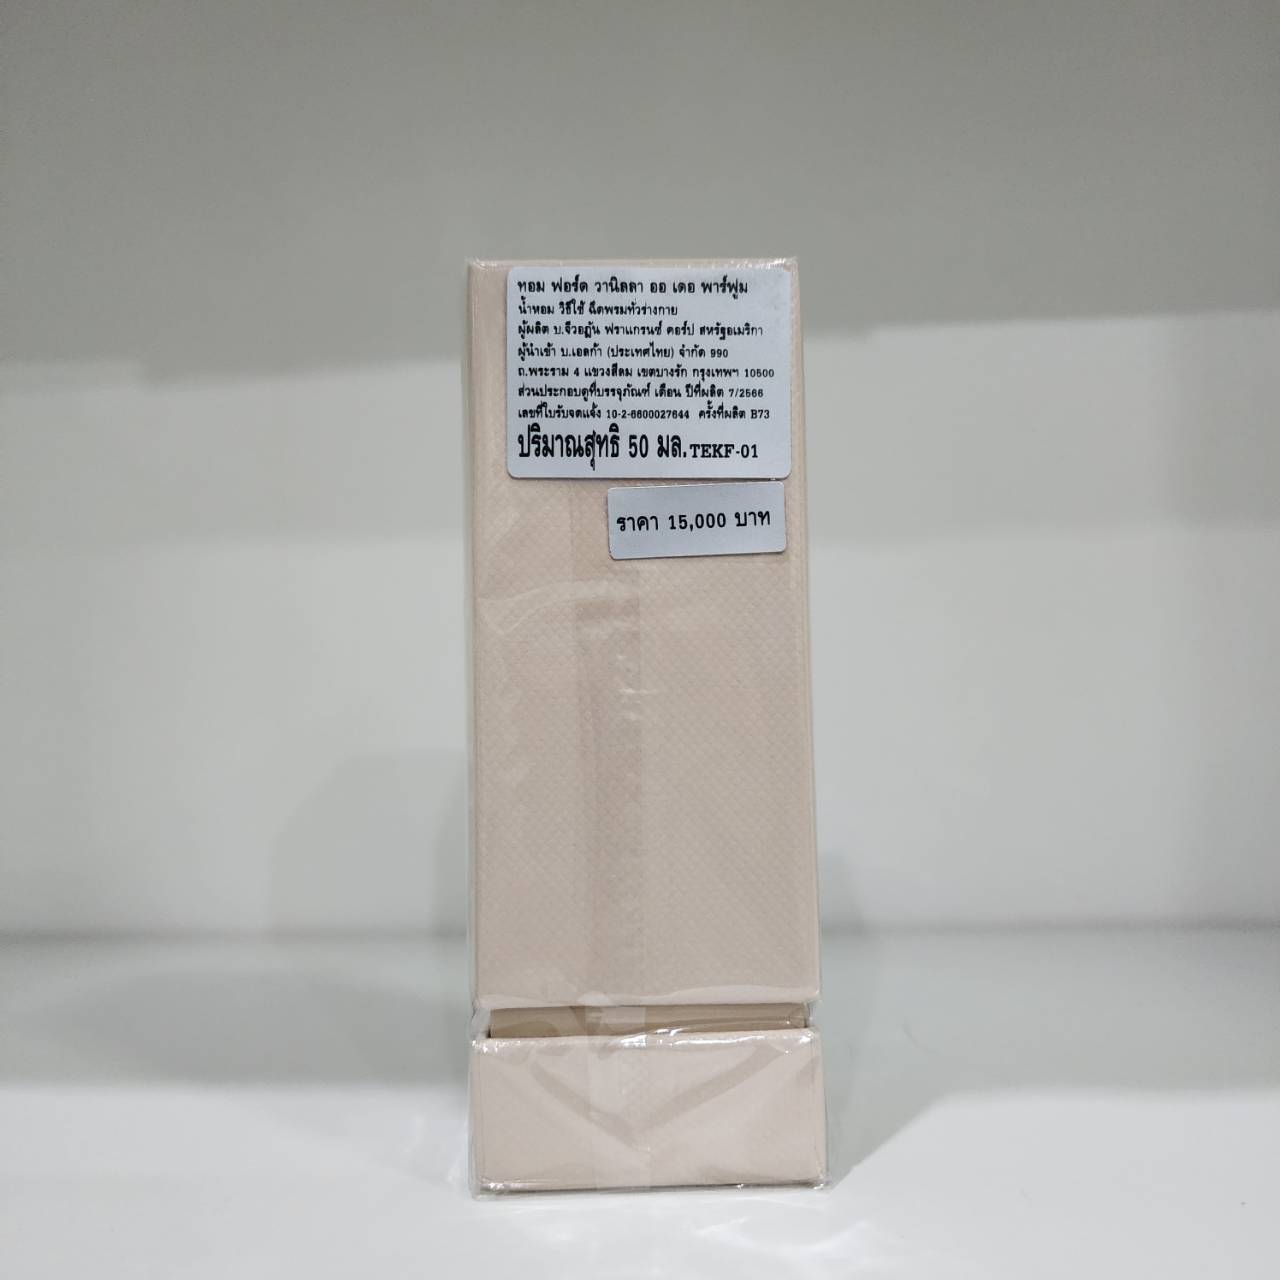 ทอม ฟอร์ด วานิลลา ออ เดอ พาร์ฟูม
น้ำหอม วิธีใช้ ฉีดพรมทั่วร่างกาย
ผู้ผลิต บ.จีวอฏัน ฟราแกรนซ์ คอร์ป สหรัฐอเมริกา
ผู้นำเข้า บ.เอลก้า (ประเทศไทย) จำกัด 990
ถ.พระราม 4 แขวงสีลม เขตบางรัก กรุงเทพฯ 10500
ส่วนประกอบดูที่บรรจุภัณฑ์ เดือน ปีที่ผลิต 7/2566
เลขที่ใบรับจดแจ้ง 10-2-6600027644 ครั้งที่ผลิต B73
ปริมาณสุทธิ 50 มล. TEKF-01
ราคา 15,000 บาท